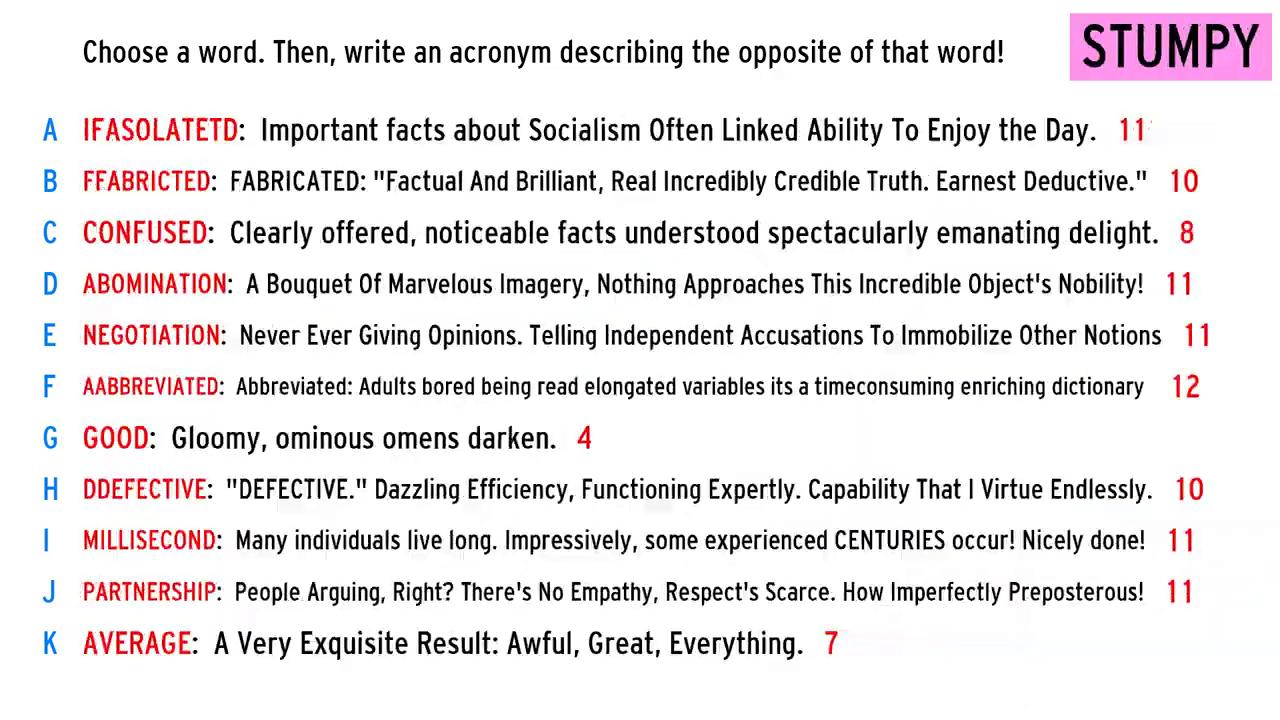 Choose a word. Then, write an acronym describing the opposite of that word!
STUMPY
A IFASOLATETD: Important facts about Socialism Often Linked Ability To Enjoy the Day. 11
B FFABRICTED: FABRICATED: "Factual And Brilliant, Real Incredibly Credible Truth. Earnest Deductive." 10
C CONFUSED: Clearly offered, noticeable facts understood spectacularly emanating delight. 8
D ABOMINATION: A Bouquet Of Marvelous Imagery, Nothing Approaches This Incredible Object's Nobility! 11
E NEGOTIATION: Never Ever Giving Opinions. Telling Independent Accusations To Immobilize Other Notions 11
F AABBREVIATED: Abbreviated: Adults bored being read elongated variables its a timeconsuming enriching dictionary 12
G GOOD: Gloomy, ominous omens darken. 4
H DDEFECTIVE: "DEFECTIVE." Dazzling Efficiency, Functioning Expertly. Capability That I Virtue Endlessly. 10
I MILLISECOND: Many individuals live long. Impressively, some experienced CENTURIES occur! Nicely done! 11
J PARTNERSHIP: People Arguing, Right? There's No Empathy, Respect's Scarce. How Imperfectly Preposterous! 11
K AVERAGE: A Very Exquisite Result: Awful, Great, Everything. 7